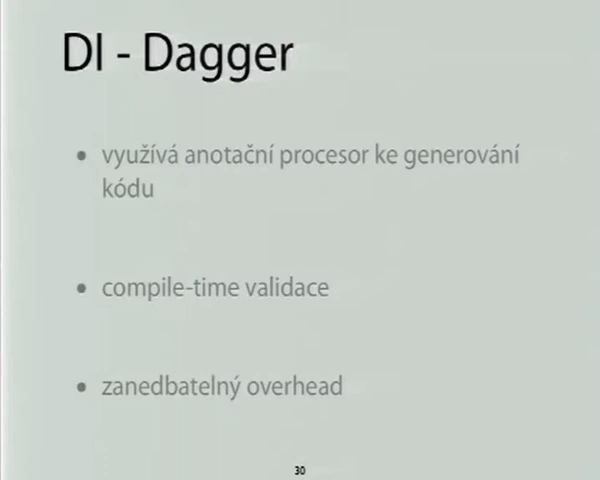 DI - Dagger
• využívá anotační procesor ke generování
kódu
• compile-time validace
• zanedbatelný overhead
30